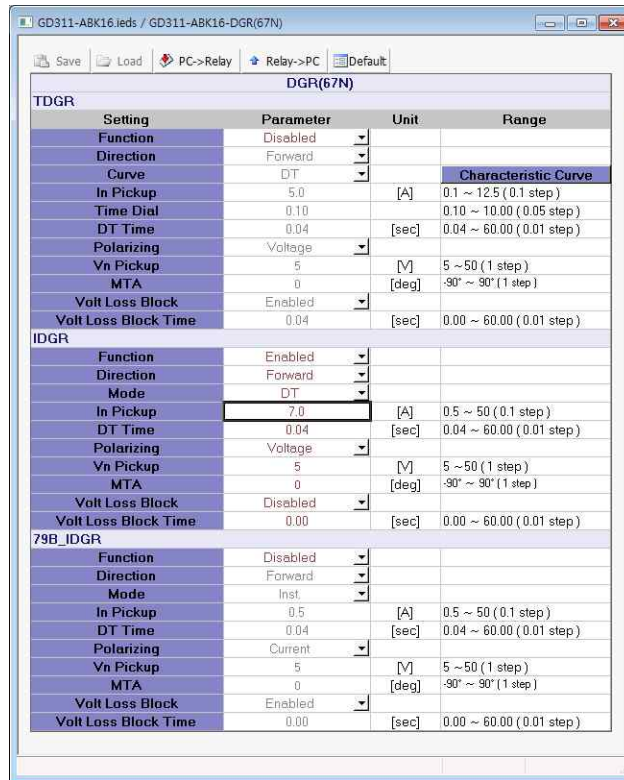 GD311-ABK16.ieds / GD311-ABK16-DGR(67N)
Save Load PC->Relay Relay->PC Default
DGR(67N)
TDGR
Setting Parameter Unit Range
Function Disabled
Direction Forward
Curve DT Characteristic Curve
In Pickup 5.0 [A] 0.1 ~ 12.5 ( 0.1 step )
Time Dial 0.10 0.10 ~ 10.00 ( 0.05 step )
DT Time 0.04 [sec] 0.04 ~ 60.00 ( 0.01 step )
Polarizing Voltage
Vn Pickup 5 [V] 5 ~50 ( 1 step )
MTA 0 [deg] -90° ~ 90° ( 1 step )
Volt Loss Block Enabled
Volt Loss Block Time 0.04 [sec] 0.00 ~ 60.00 ( 0.01 step )
IDGR
Function Enabled
Direction Forward
Mode DT
In Pickup 7.0 [A] 0.5 ~ 50 ( 0.1 step )
DT Time 0.04 [sec] 0.04 ~ 60.00 ( 0.01 step )
Polarizing Voltage
Vn Pickup 5 [V] 5 ~50 ( 1 step )
MTA 0 [deg] -90° ~ 90° ( 1 step )
Volt Loss Block Disabled
Volt Loss Block Time 0.00 [sec] 0.00 ~ 60.00 ( 0.01 step )
79B_IDGR
Function Disabled
Direction Forward
Mode Inst.
In Pickup 0.5 [A] 0.5 ~ 50 ( 0.1 step )
DT Time 0.04 [sec] 0.04 ~ 60.00 ( 0.01 step )
Polarizing Current
Vn Pickup 5 [V] 5 ~50 ( 1 step )
MTA 0 [deg] -90° ~ 90° ( 1 step )
Volt Loss Block Enabled
Volt Loss Block Time 0.00 [sec] 0.00 ~ 60.00 ( 0.01 step )